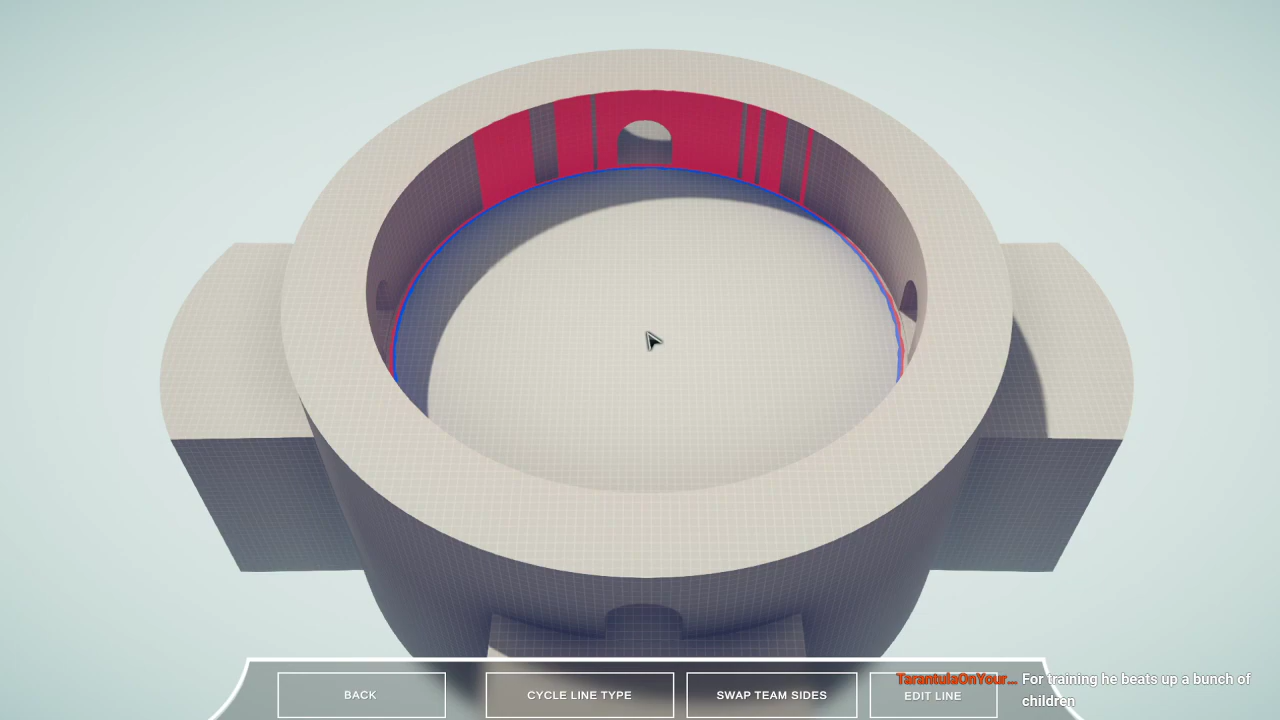 BACK
CYCLE LINE TYPE
SWAP TEAM SIDES
EDIT LINE
TarantulaOnYour... For training he beats up a bunch of
children